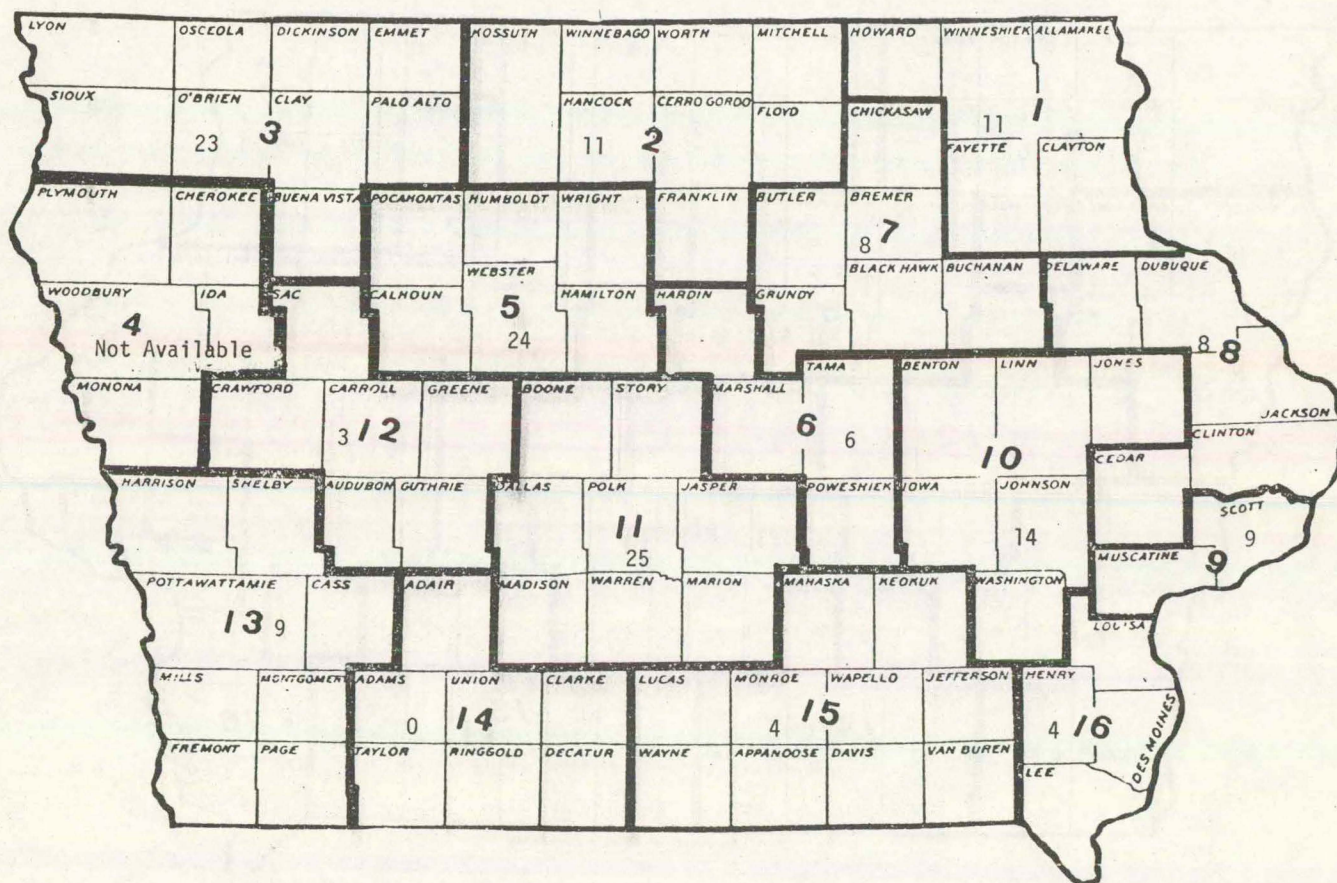 LYON OSCEOLA DICKINSON EMMET KOSSUTH WINNEBAGO WORTH MITCHELL HOWARD WINNESHIEK ALLAMAKEE
SIOUX O'BRIEN CLAY PALO ALTO HANCOCK CERRO GORDO FLOYD CHICKASAW 11 1
23 3 11 2 FAYETTE CLAYTON
PLYMOUTH CHEROKEE BUENA VISTA POCAHONTAS HUMBOLDT WRIGHT FRANKLIN BUTLER BREMER
8 7
WEBSTER BLACK HAWK BUCHANAN DELAWARE DUBUQUE
WOODBURY IDA SAC CALHOUN 5 HAMILTON HARDIN GRUNDY
4 24 8 8
Not Available TAMA BENTON LINN JONES
MONONA CRAWFORD CARROLL GREENE BOONE STORY MARSHALL
JACKSON
3 12 6 6 CLINTON
10 CEDAR
HARRISON SHELBY AUDUBON GUTHRIE DALLAS POLK JASPER POWESHIEK IOWA JOHNSON
SCOTT
11 14 9
25 MUSCATINE 9
POTTAWATTAMIE CASS ADAIR MADISON WARREN MARION MAHASKA KEOKUK WASHINGTON
13 9 LOUISA
MILLS MONTGOMERY ADAMS UNION CLARKE LUCAS MONROE WAPELLO JEFFERSON HENRY
0 14 4 15 4 16
DES MOINES
FREMONT PAGE TAYLOR RINGGOLD DECATUR WAYNE APPANOOSE DAVIS VAN BUREN
LEE